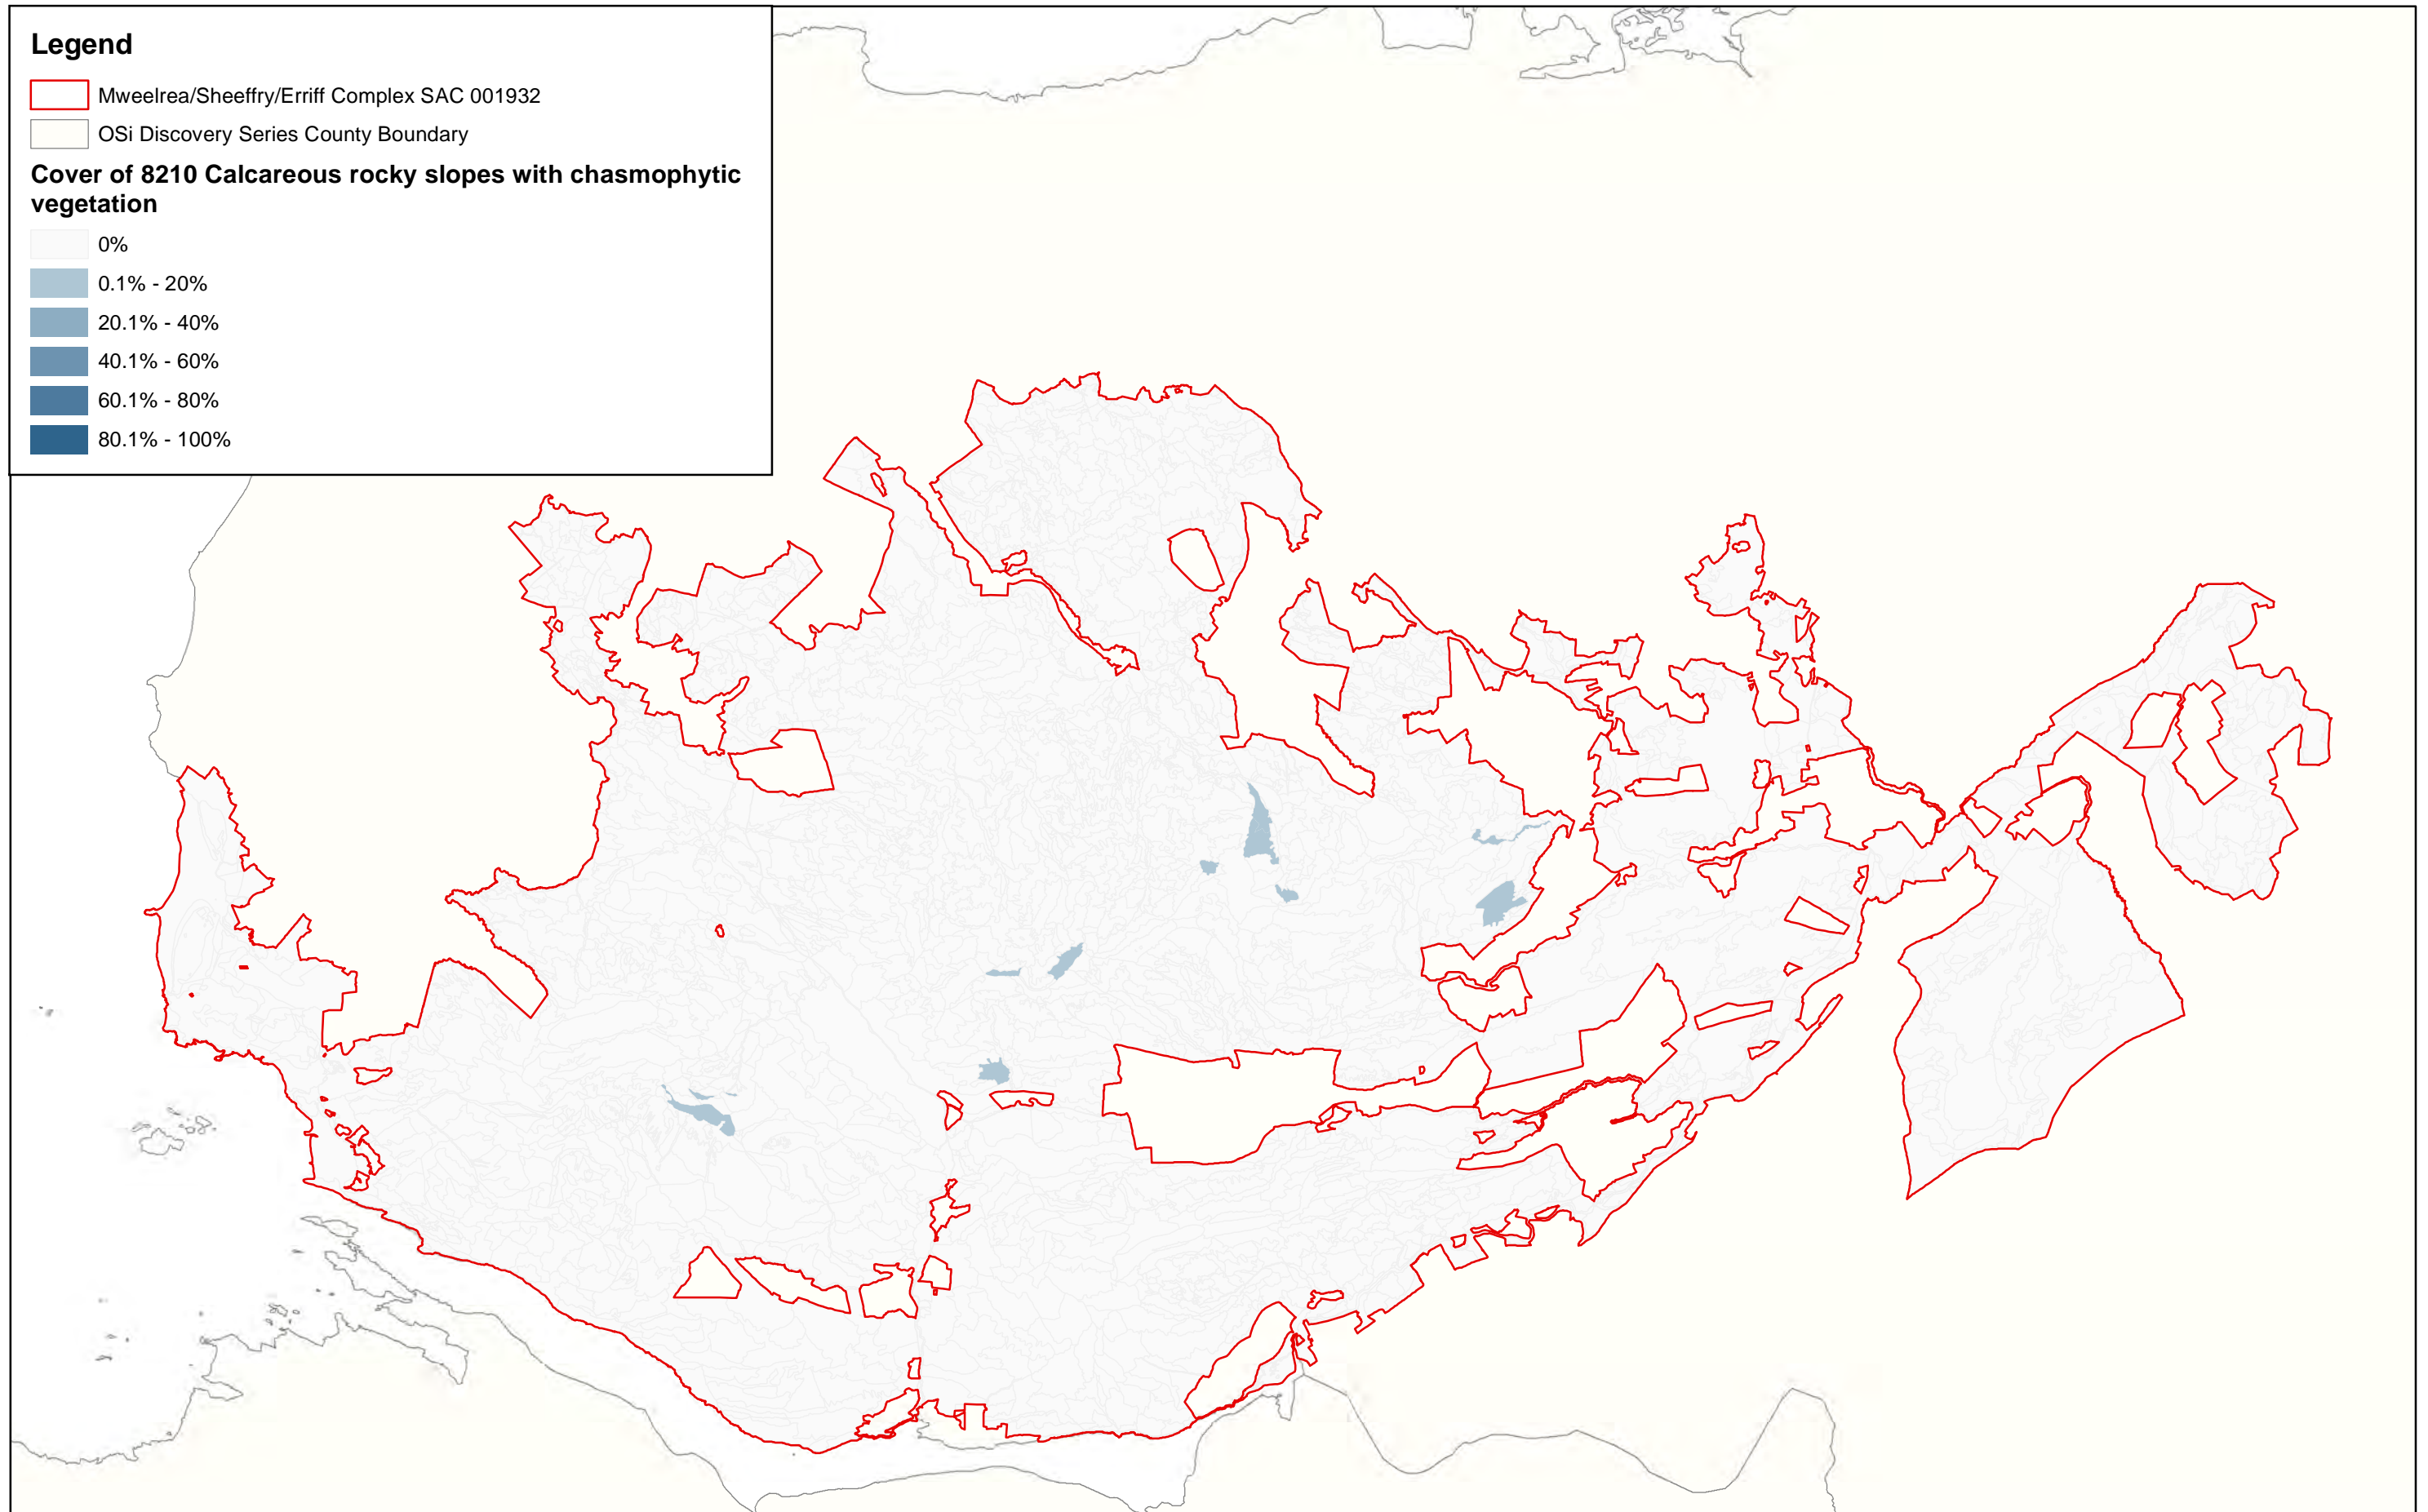 Legend
Mweelrea/Sheeffry/Erriff Complex SAC 001932
OSi Discovery Series County Boundary
Cover of 8210 Calcareous rocky slopes with chasmophytic
vegetation
0%
0.1% - 20%
20.1% - 40%
40.1% - 60%
60.1% - 80%
80.1% - 100%